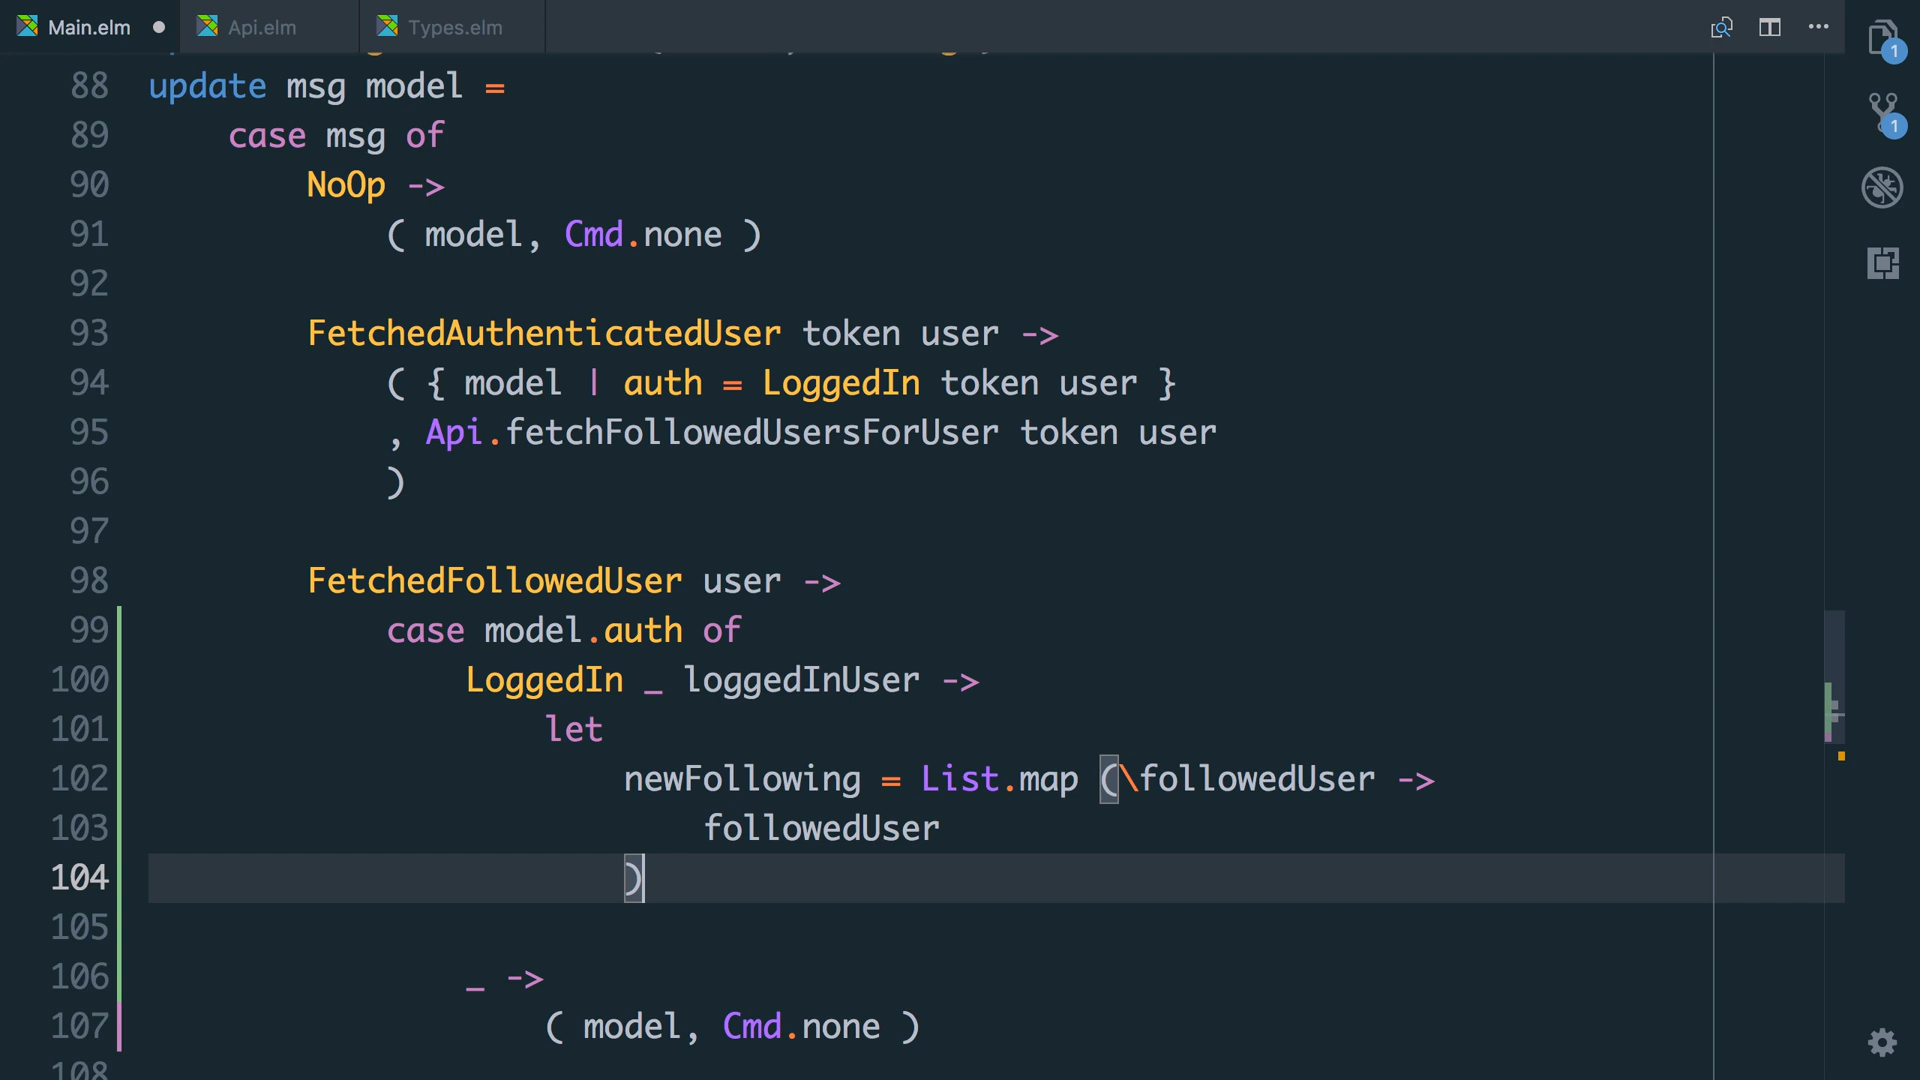 Main.elm
Api.elm
Types.elm
88 update msg model =
89 case msg of
90 NoOp ->
91 ( model, Cmd.none )
92
93 FetchedAuthenticatedUser token user ->
94 ( { model | auth = LoggedIn token user }
95 , Api.fetchFollowedUsersForUser token user
96 )
97
98 FetchedFollowedUser user ->
99 case model.auth of
100 LoggedIn _ loggedInUser ->
101 let
102 newFollowing = List.map (\followedUser ->
103 followedUser
104 )
105
106 _ ->
107 ( model, Cmd.none )
108
1
1